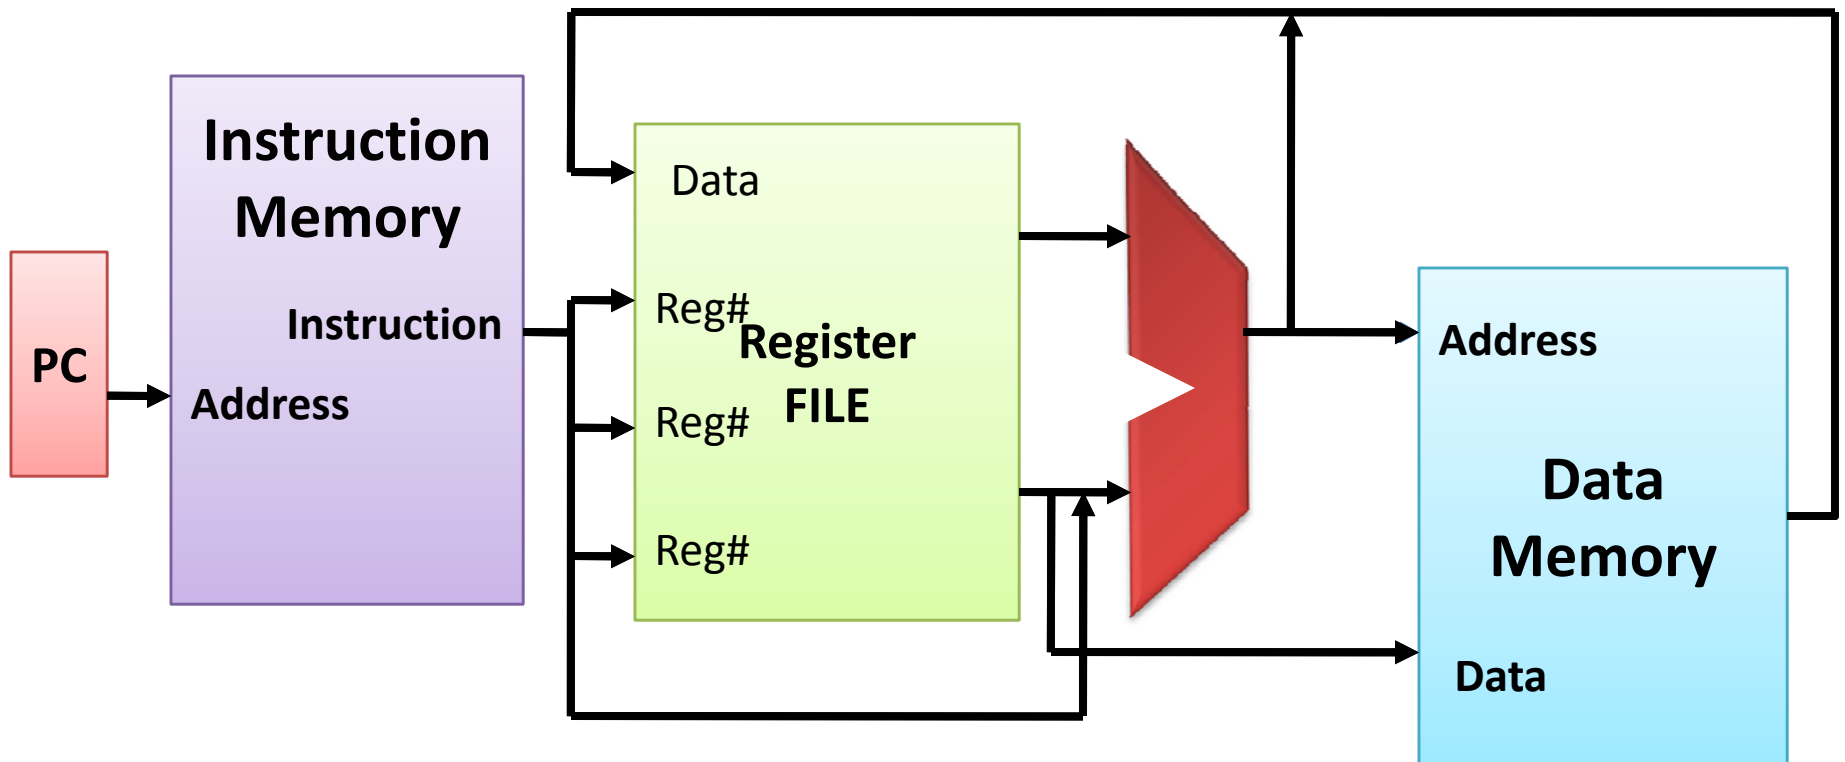 Instruction
Memory
Instruction
Address
PC
Data
Reg#
Register
FILE
Reg#
Reg#
Address
Data
Memory
Data